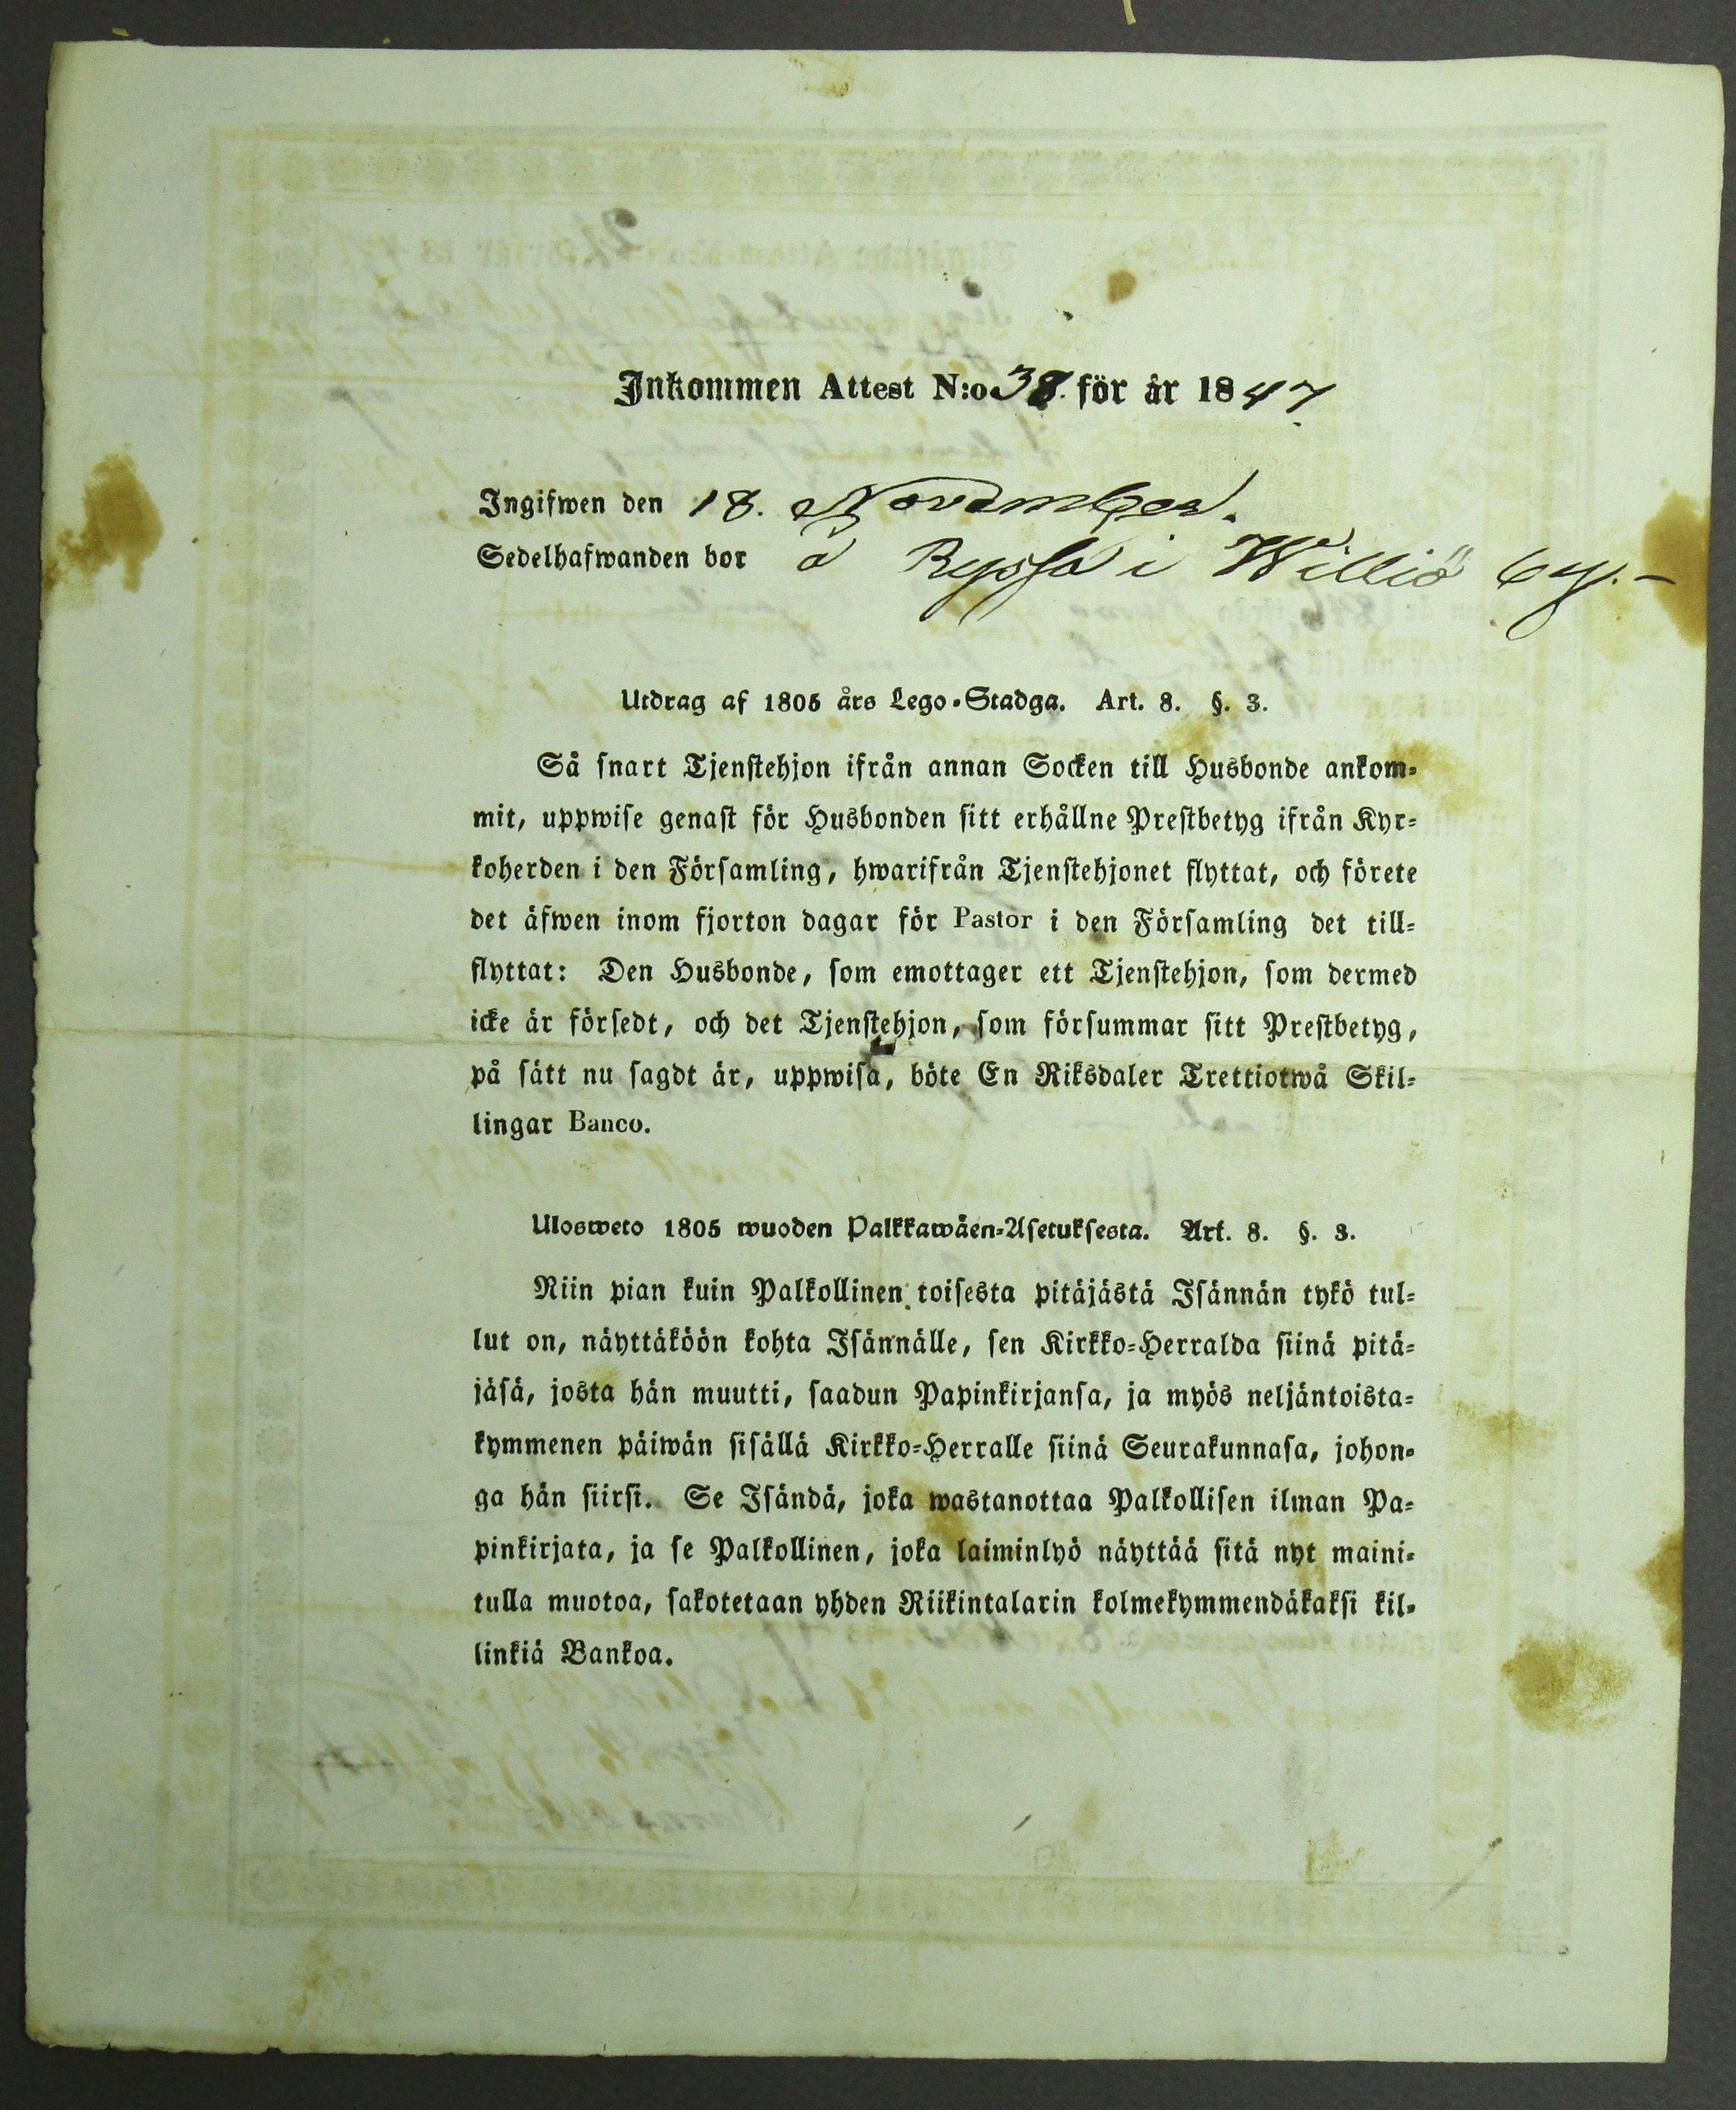 Inkommen Attest N:o 38. för år 1847
Ingifwen den 18. November.
Sedelhafwanden bor å Ryssä i Williö by. –
Utdrag af 1805 års Lego-Stadga. Art. 8. §. 3.
Så snart Tjenstehjon ifrån annan Socken till Husbonde ankom-
mit, uppwise genast för Husbonden sitt erhållne Prestbetyg ifrån Kyr-
koherden i den Församling, hwarifrån Tjenstehjonet flyttat, och förete
det äfwen inom fjorton dagar för Pastor i den Församling det till-
flyttat: Den Husbonde, som emottager ett Tjenstehjon, som dermed
icke är försedt, och det Tjenstehjon, som försummar sitt Prestbetyg,
på sätt nu sagdt är, uppwisa, böte En Riksdaler Trettiotwå Skil-
lingar Banco.
Ulosweto 1805 wuoden Palkkawäen-Asetuksesta. Art. 8. §. 3.
Niin pian kuin Palkollinen toisesta pitäjästä Isännän tykö tul-
lut on, näyttäköön kohta Isännälle, sen Kirkko-Herralda siinä pitä-
jäsä, josta hän muutti, saadun Papinkirjansa, ja myös neljäntoista-
kymmenen päiwän sisällä Kirkko-Herralle siinä Seurakunnasa, johon-
ga hän siirsi. Se Isändä, joka wastanottaa Palkollisen ilman Pa-
pinkirjata, ja se Palkollinen, joka laiminlyö näyttää sitä nyt maini-
tulla muotoa, sakotetaan yhden Riikintalarin kolmekymmendäkaksi kil-
linkiä Bankoa.